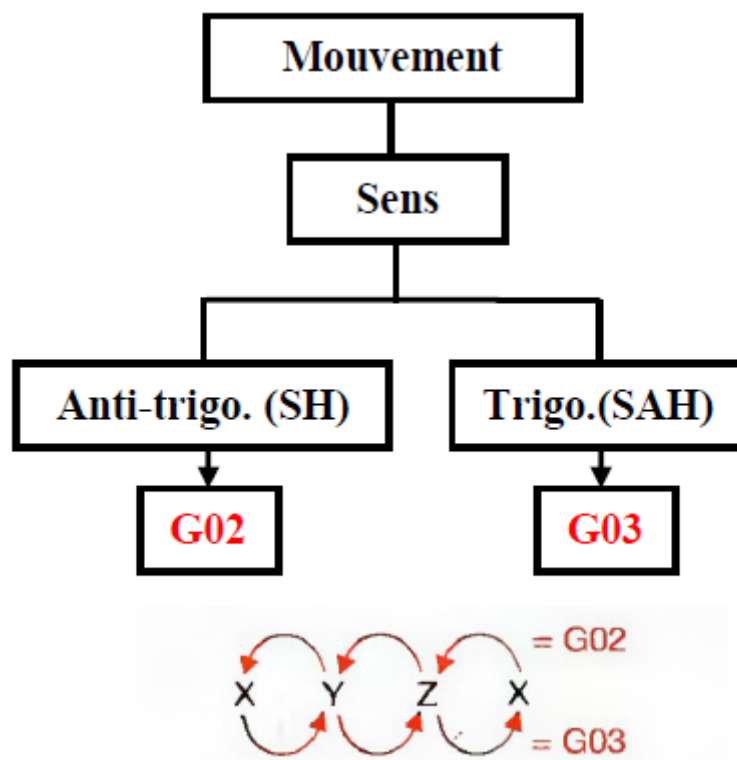 Mouvement
Sens
Anti-trigo. (SH)
Trigo.(SAH)
G02
G03
= G02
X Y Z X
= G03